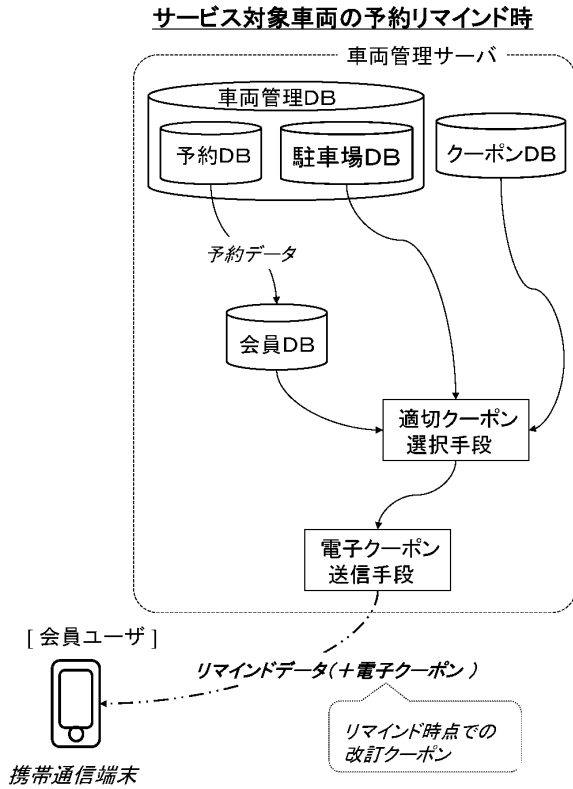 サービス対象車両の予約リマインド時
車両管理サーバ
車両管理DB
予約DB
駐車場DB
クーポンDB
予約データ
会員DB
適切クーポン
選択手段
電子クーポン
送信手段
[ 会員ユーザ ]
リマインドデータ(＋電子クーポン )
リマインド時点での
改訂クーポン
携帯通信端末